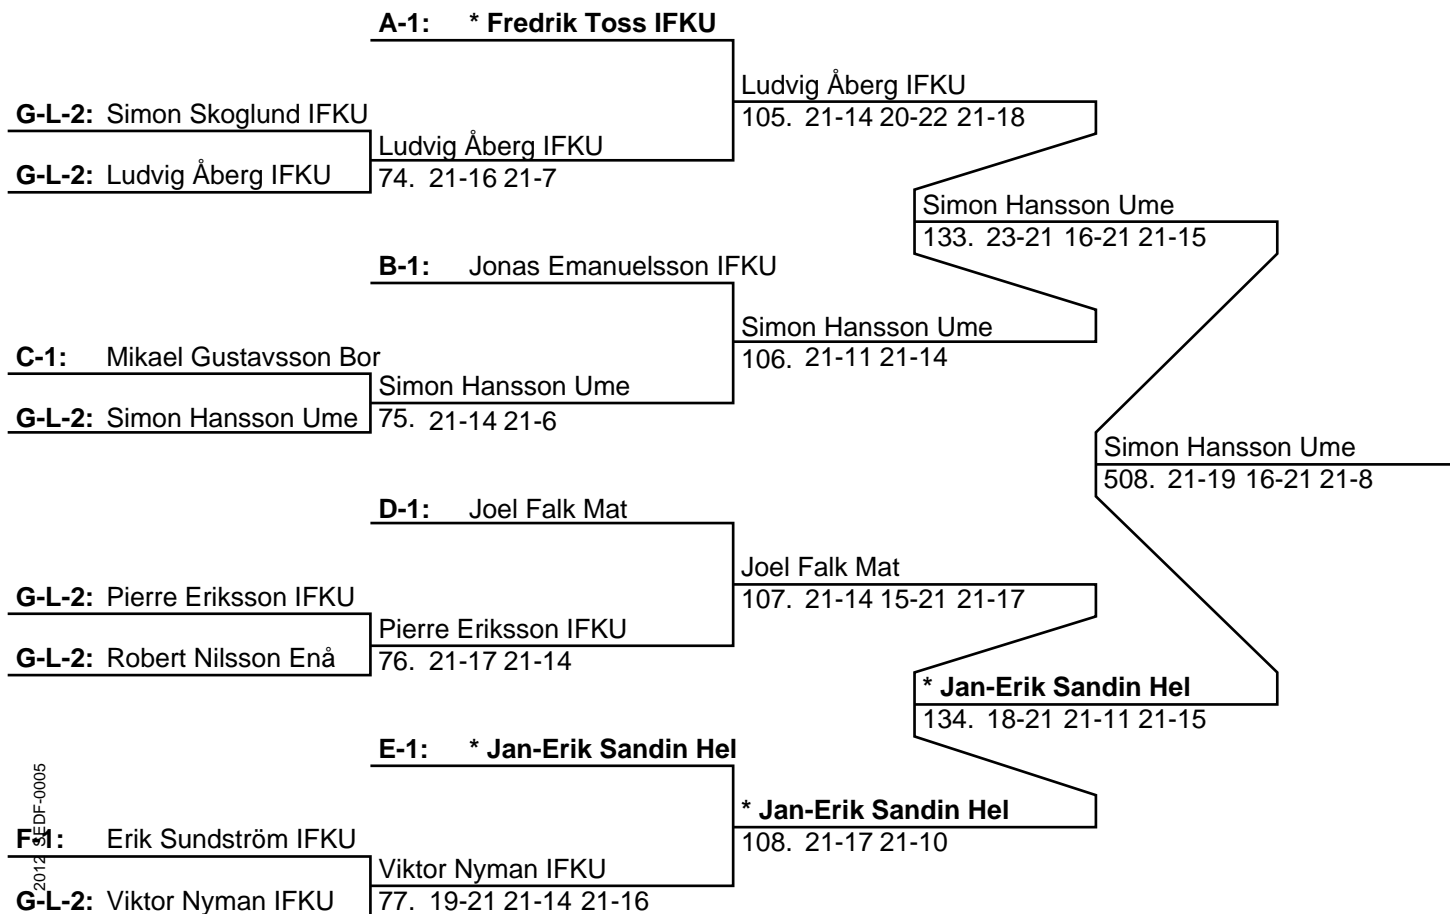 A-1: * Fredrik Toss IFKU
Ludvig Åberg IFKU
G-L-2: Simon Skoglund IFKU
105. 21-14 20-22 21-18
Ludvig Åberg IFKU
G-L-2: Ludvig Åberg IFKU
74. 21-16 21-7
Simon Hansson Ume
133. 23-21 16-21 21-15
B-1: Jonas Emanuelsson IFKU
Simon Hansson Ume
C-1: Mikael Gustavsson Bor
106. 21-11 21-14
Simon Hansson Ume
G-L-2: Simon Hansson Ume
75. 21-14 21-6
Simon Hansson Ume
508. 21-19 16-21 21-8
D-1: Joel Falk Mat
Joel Falk Mat
G-L-2: Pierre Eriksson IFKU
107. 21-14 15-21 21-17
Pierre Eriksson IFKU
G-L-2: Robert Nilsson Enå
76. 21-17 21-14
* Jan-Erik Sandin Hel
134. 18-21 21-11 21-15
E-1: * Jan-Erik Sandin Hel
* Jan-Erik Sandin Hel
F-1: Erik Sundström IFKU
108. 21-17 21-10
Viktor Nyman IFKU
G-L-2: Viktor Nyman IFKU
77. 19-21 21-14 21-16
2012 SEDF-0005